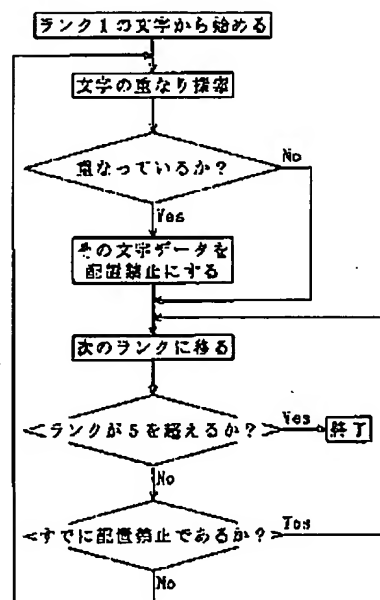 ランク1の文字から始める
文字の重なり探索
重なっているか?
No
Yes
その文字データを
配置禁止にする
次のランクに移る
ランクが5を超えるか?
Yes
終了
No
すでに配置禁止であるか?
Yes
No